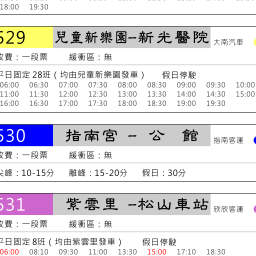 18:00 19:30
529 兒童新樂園-新光醫院 大南汽車
收費：一段票 緩衝區：無
平日固定28班（均由兒童新樂園發車） 假日停駛
06:00 06:30 07:00 07:30 08:00 08:30 09:00 09:30 10:00
11:00 11:30 12:00 12:30 13:00 13:30 14:00 14:30 15:00
16:00 16:30 17:00 17:30 18:00 18:30 19:00 19:30
530 指南宮 - 公 館 指南客運
收費：一段票 緩衝區：無
尖峰：10-15分 離峰：15-20分 假日：30分
531 紫雲里 -松山車站 欣欣客運
收費：一段票 緩衝區：無
平日固定8班（均由紫雲里發車） 假日停駛
06:00 08:10 09:30 11:00 13:30 15:00 17:10 18:30